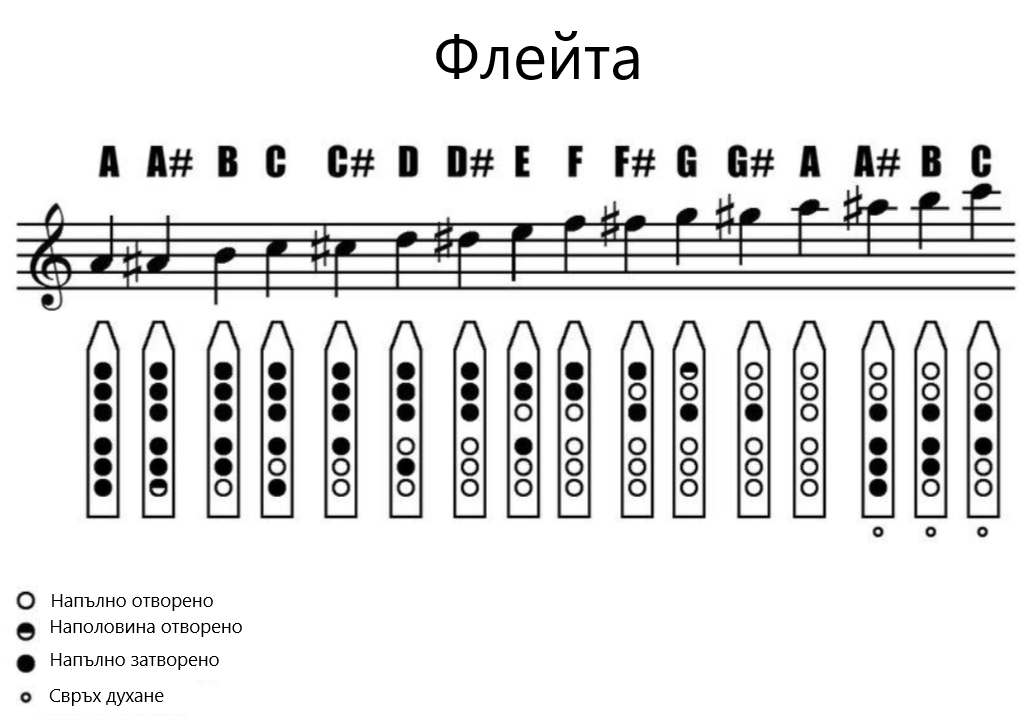 Флейта
A A# B C C# D D# E F F# G G# A A# B C
Напълно отворено
Наполовина отворено
Напълно затворено
Свръх духане